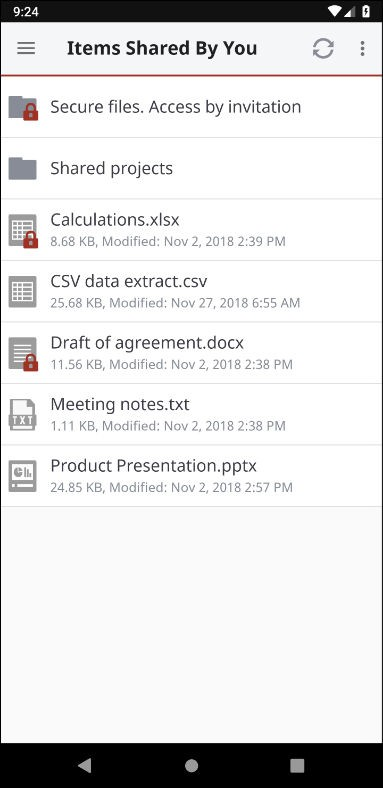 9:24
Items Shared By You
Secure files. Access by invitation
Shared projects
Calculations.xlsx
8.68 KB, Modified: Nov 2, 2018 2:39 PM
CSV data extract.csv
25.68 KB, Modified: Nov 27, 2018 6:55 AM
Draft of agreement.docx
11.56 KB, Modified: Nov 2, 2018 2:38 PM
Meeting notes.txt
TXT
1.11 KB, Modified: Nov 2, 2018 2:38 PM
Product Presentation.pptx
24.85 KB, Modified: Nov 2, 2018 2:57 PM